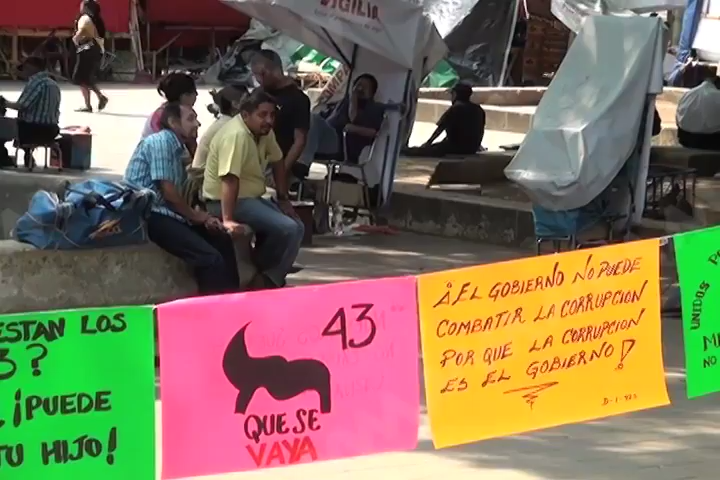 VIGILIA
ESTAN LOS
3?
¡PUEDE
TU HIJO!
43
QUE SE
VAYA
¡EL GOBIERNO NO PUEDE
COMBATIR LA CORRUPCION
POR QUE LA CORRUPCION
ES EL GOBIERNO!
UNIDOS
NO